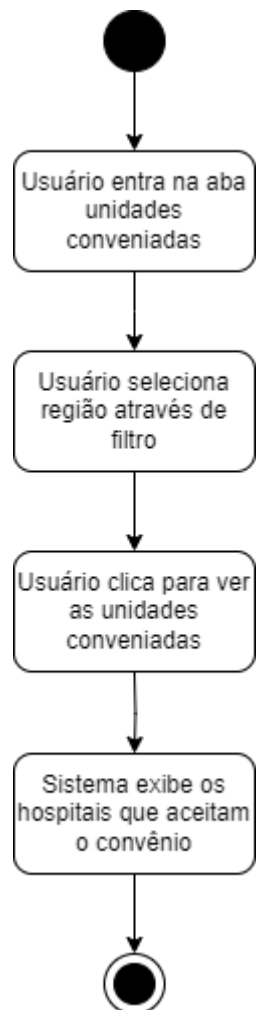 Usuário entra na aba
unidades
conveniadas
Usuário seleciona
região através de
filtro
Usuário clica para ver
as unidades
conveniadas
Sistema exibe os
hospitais que aceitam
o convênio